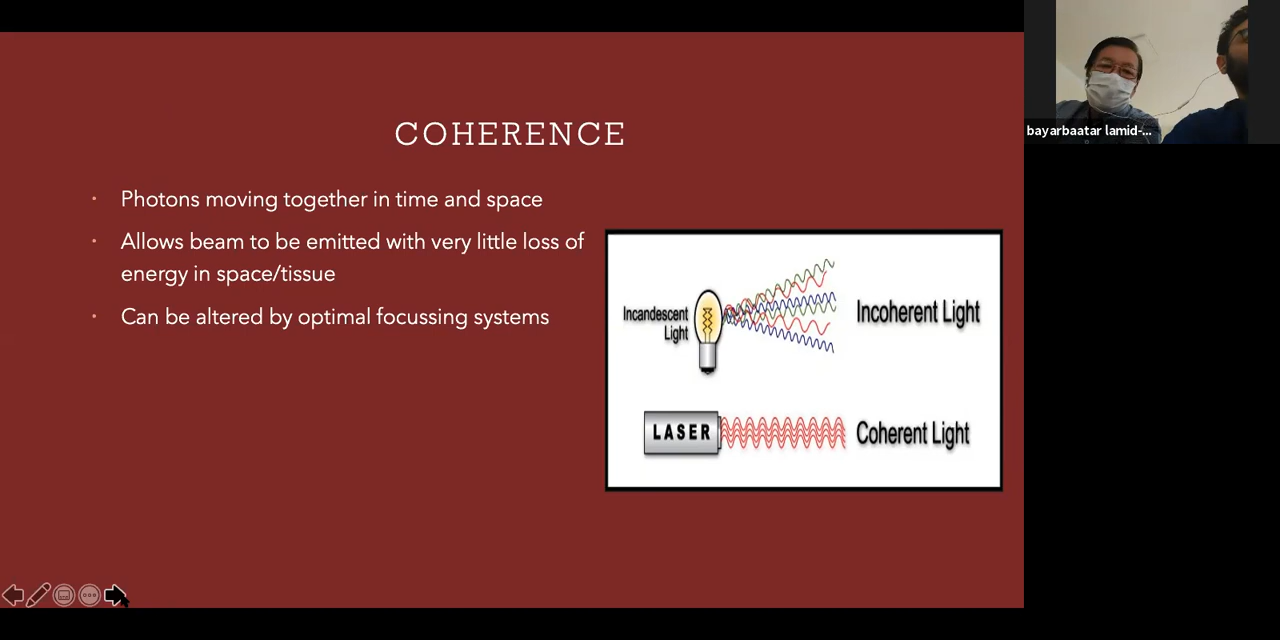 COHERENCE
• Photons moving together in time and space
• Allows beam to be emitted with very little loss of
energy in space/tissue
• Can be altered by optimal focussing systems
Incandescent
Light
Incoherent Light
LASER
Coherent Light
bayarbaatar lamid-...